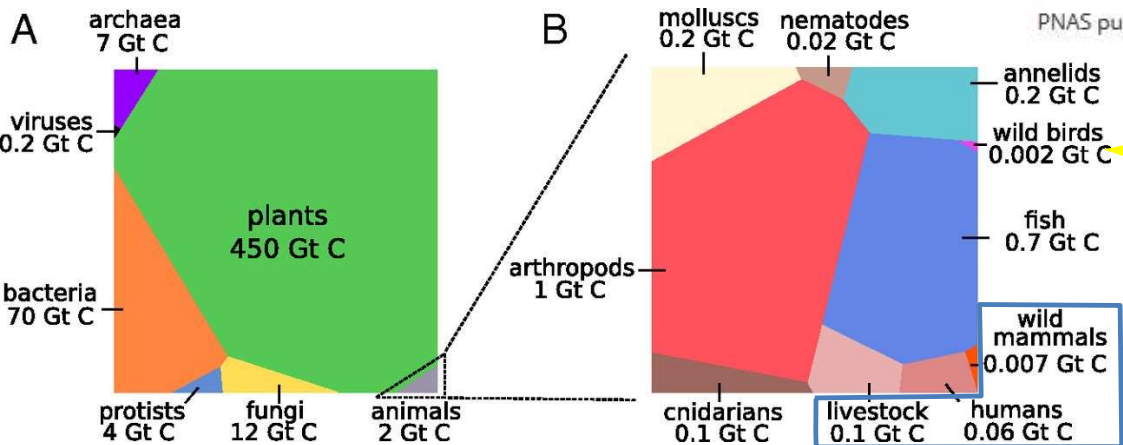 A
archaea
7 Gt C
viruses
0.2 Gt C
plants
450 Gt C
bacteria
70 Gt C
protists
4 Gt C
fungi
12 Gt C
animals
2 Gt C
B
molluscs
0.2 Gt C
nematodes
0.02 Gt C
PNAS pu
annelids
0.2 Gt C
wild birds
0.002 Gt C
fish
0.7 Gt C
arthropods
1 Gt C
wild
mammals
0.007 Gt C
cnidarians
0.1 Gt C
livestock
0.1 Gt C
humans
0.06 Gt C